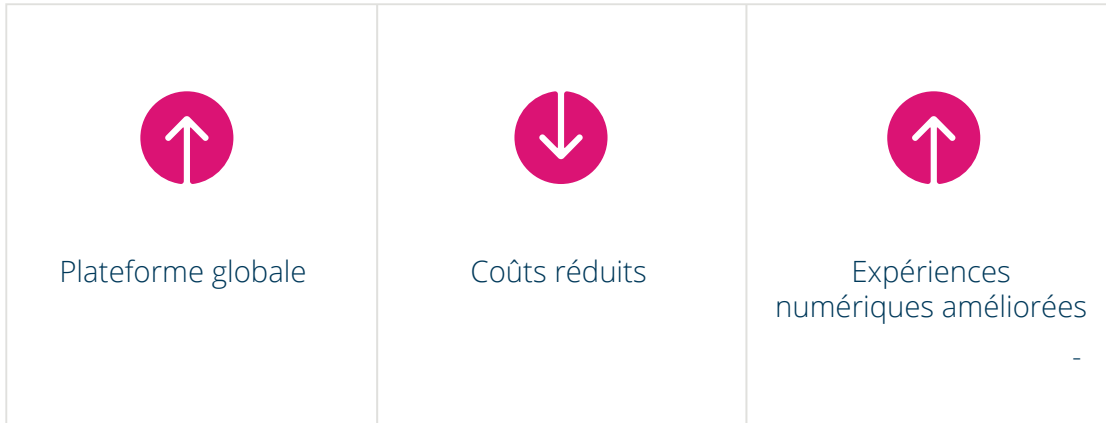 Plateforme globale
Coûts réduits
Expériences
numériques améliorées
-